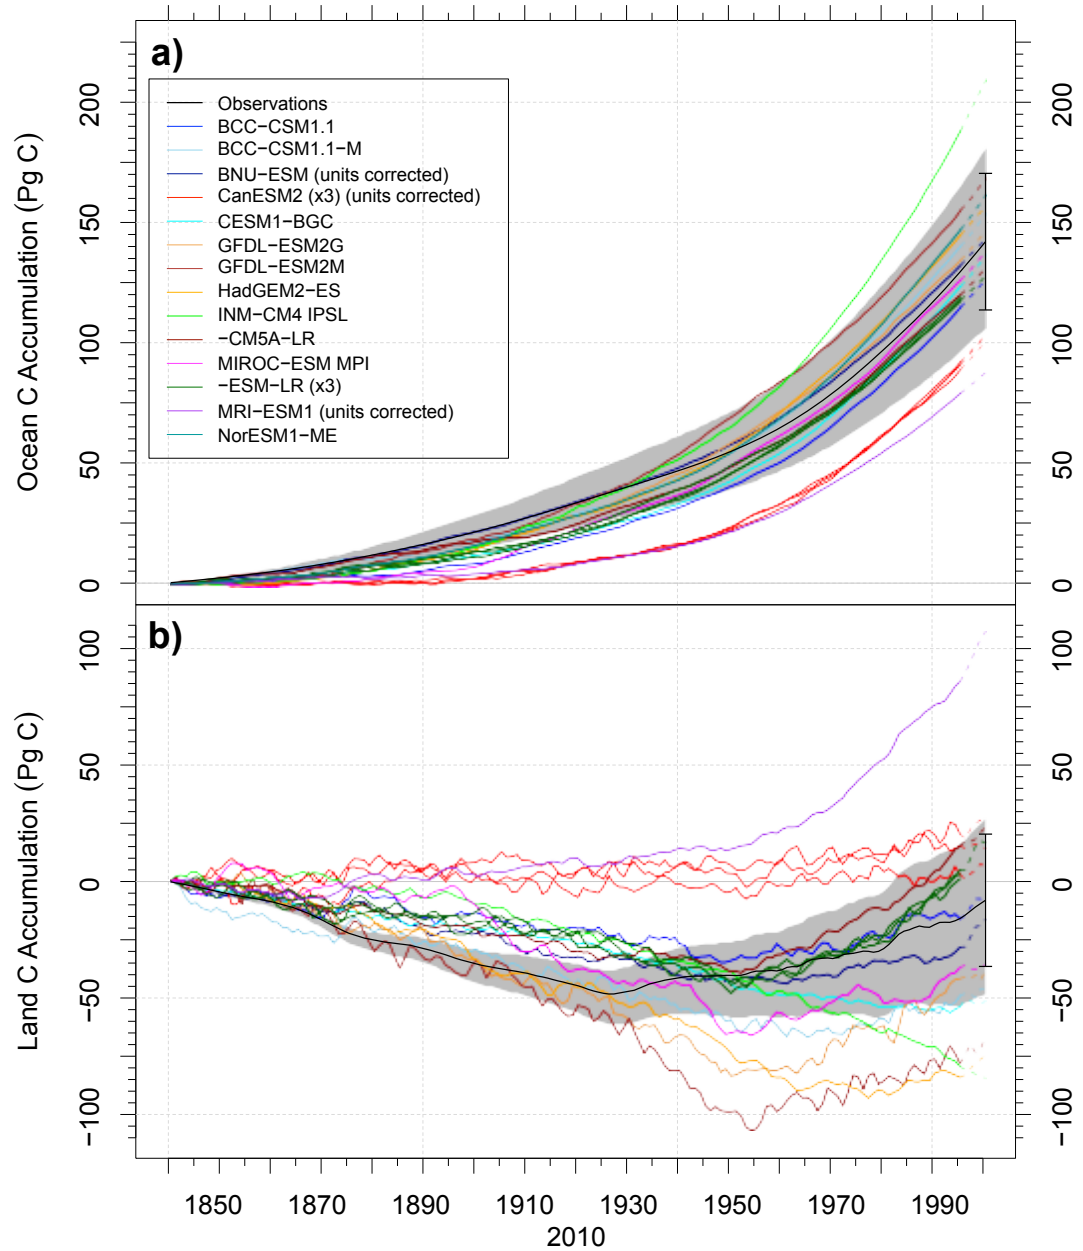 a)
Observations
BCC−CSM1.1
BCC−CSM1.1−M
BNU−ESM (units corrected)
CanESM2 (x3) (units corrected)
CESM1−BGC
GFDL−ESM2G
GFDL−ESM2M
HadGEM2−ES
INM−CM4 IPSL
-CM5A−LR
MIROC−ESM MPI
-ESM−LR (x3)
MRI−ESM1 (units corrected)
NorESM1−ME
Ocean C Accumulation (Pg C)
200
150
100
50
0
200
150
100
50
0
b)
Land C Accumulation (Pg C)
100
50
0
−50
−100
100
50
0
−50
−100
1850 1870 1890 1910 1930 1950 1970 1990
2010